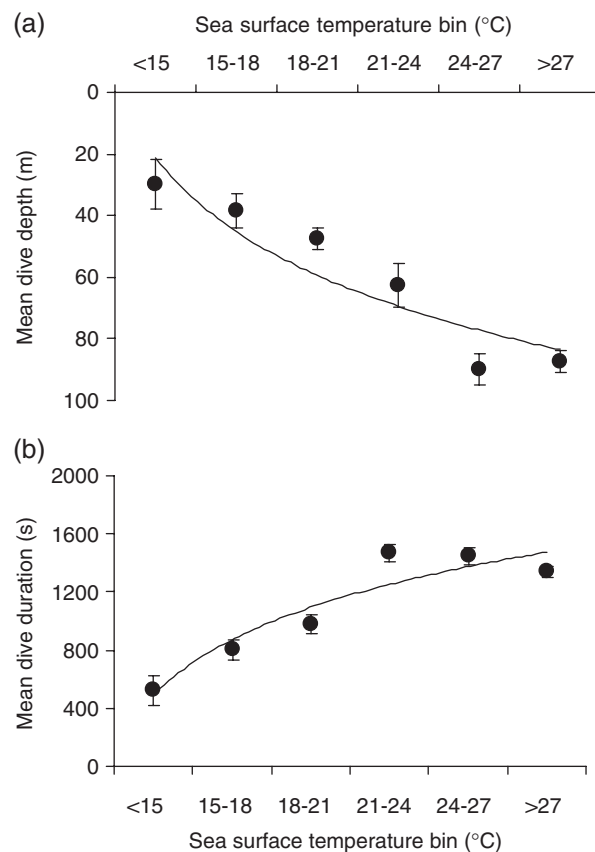 (a)
Sea surface temperature bin (°C)
<15 15-18 18-21 21-24 24-27 >27
0
20
40
60
80
100
Mean dive depth (m)
(b)
2000
1600
1200
800
400
0
Mean dive duration (s)
<15 15-18 18-21 21-24 24-27 >27
Sea surface temperature bin (°C)